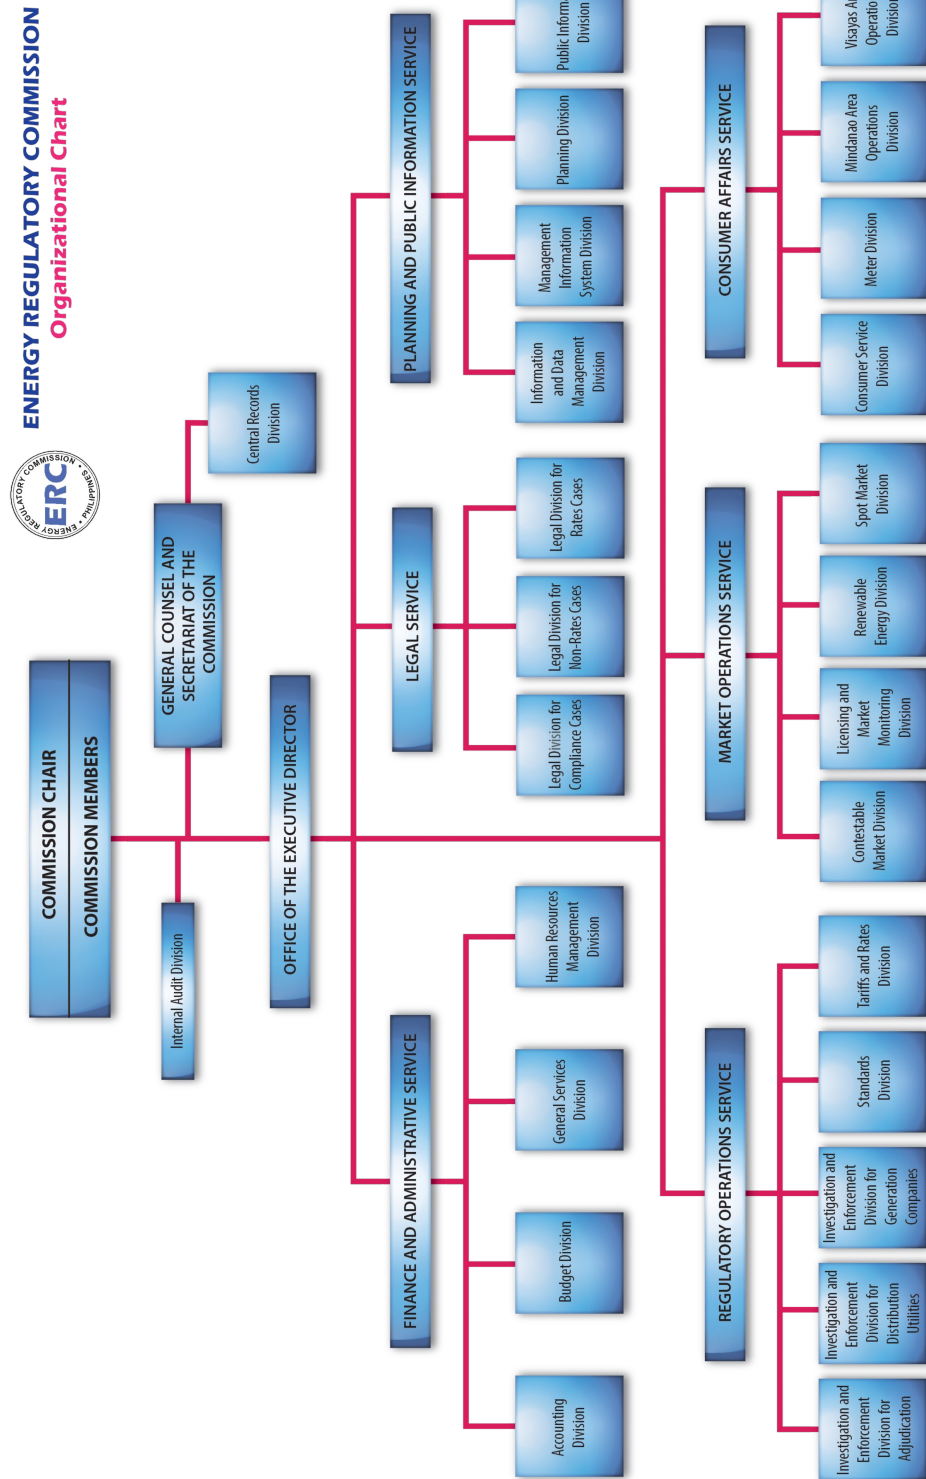 ENERGY REGULATORY COMMISSION
Organizational Chart
ENERGY REGULATORY COMMISSION • PHILIPPINES •
ERC
COMMISSION CHAIR
COMMISSION MEMBERS
Internal Audit Division
GENERAL COUNSEL AND
SECRETARIAT OF THE
COMMISSION
Central Records
Division
OFFICE OF THE EXECUTIVE DIRECTOR
FINANCE AND ADMINISTRATIVE SERVICE
Accounting
Division
Budget Division
General Services
Division
Human Resources
Management
Division
LEGAL SERVICE
Legal Division for
Compliance Cases
Legal Division for
Non-Rates Cases
Legal Division for
Rates Cases
PLANNING AND PUBLIC INFORMATION SERVICE
Information
and Data
Management
Division
Management
Information
System Division
Planning Division
Public
Division
REGULATORY OPERATIONS SERVICE
Investigation and
Enforcement
Division for
Adjudication
Investigation and
Enforcement
Division for
Distribution
Utilities
Investigation and
Enforcement
Division for
Generation
Companies
Standards
Division
Tariffs and Rates
Division
MARKET OPERATIONS SERVICE
Contestable
Market Division
Licensing and
Market
Monitoring
Division
Renewable
Energy Division
Spot Market
Division
CONSUMER AFFAIRS SERVICE
Consumer Service
Division
Meter Division
Mindanao Area
Operations
Division
Visayas